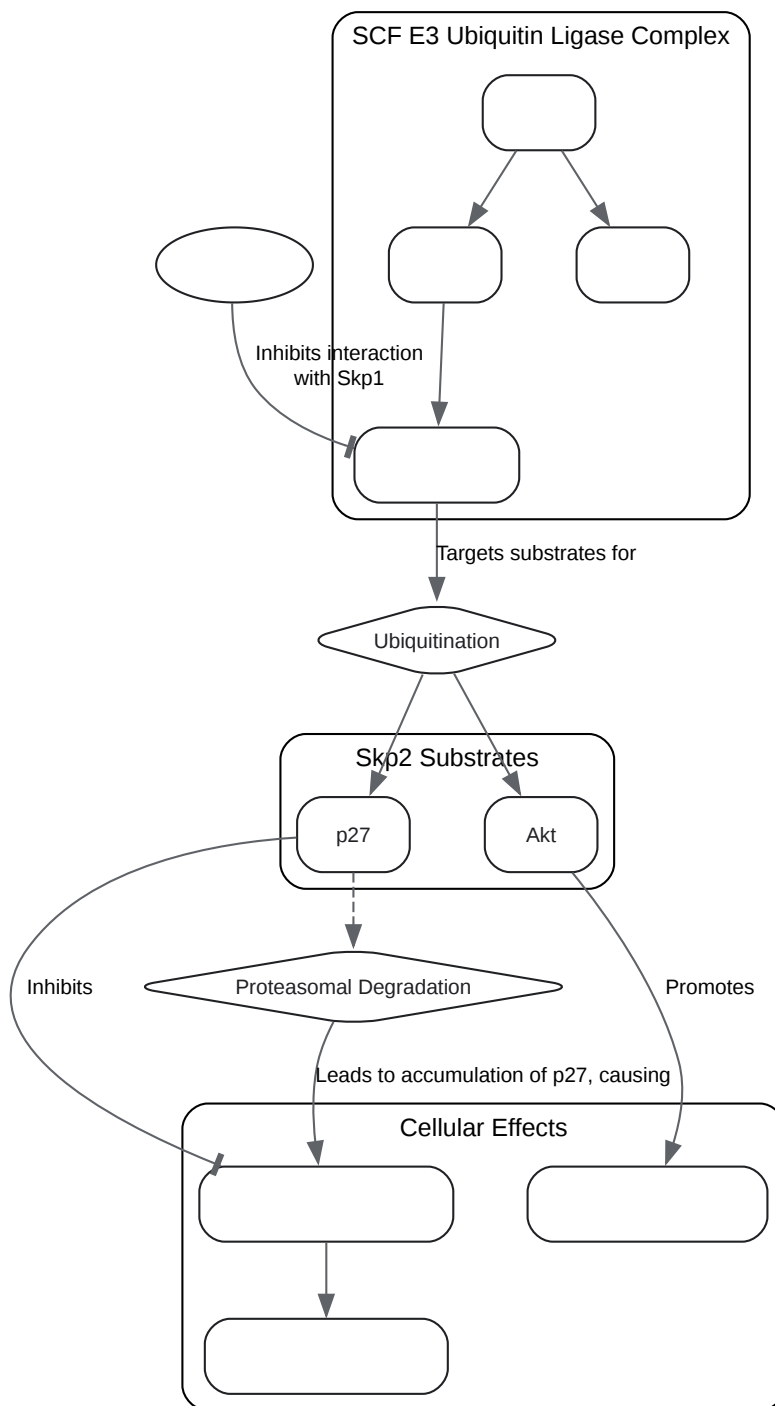 SCF E3 Ubiquitin Ligase Complex
Inhibits interaction
with Skp1
Targets substrates for
Ubiquitination
Skp2 Substrates
p27
Akt
Inhibits
Proteasomal Degradation
Promotes
Leads to accumulation of p27, causing
Cellular Effects